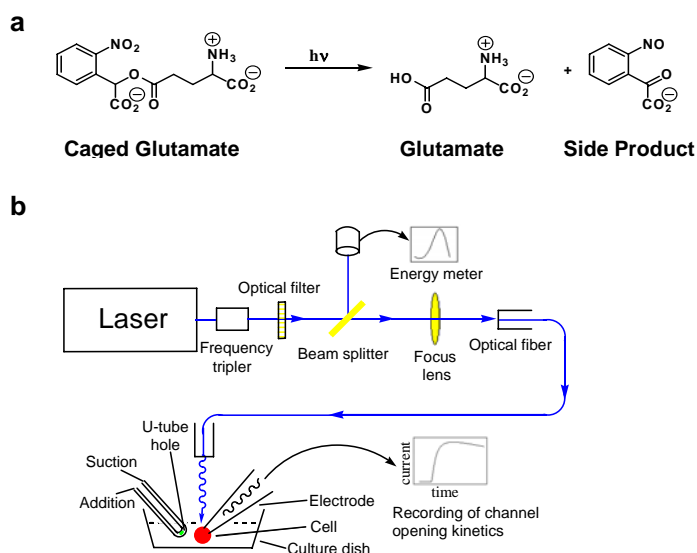 a
NO₂
O
O
CO₂⊖
⊕
NH₃
CO₂⊖
hν
HO
O
⊕
NH₃
CO₂⊖
+
NO
O
CO₂⊖
Caged Glutamate
Glutamate
Side Product
b
Energy meter
Optical filter
Laser
Frequency
tripler
Beam splitter
Focus
lens
Optical fiber
U-tube
hole
Suction
Addition
Electrode
Cell
Culture dish
current
time
Recording of channel
opening kinetics